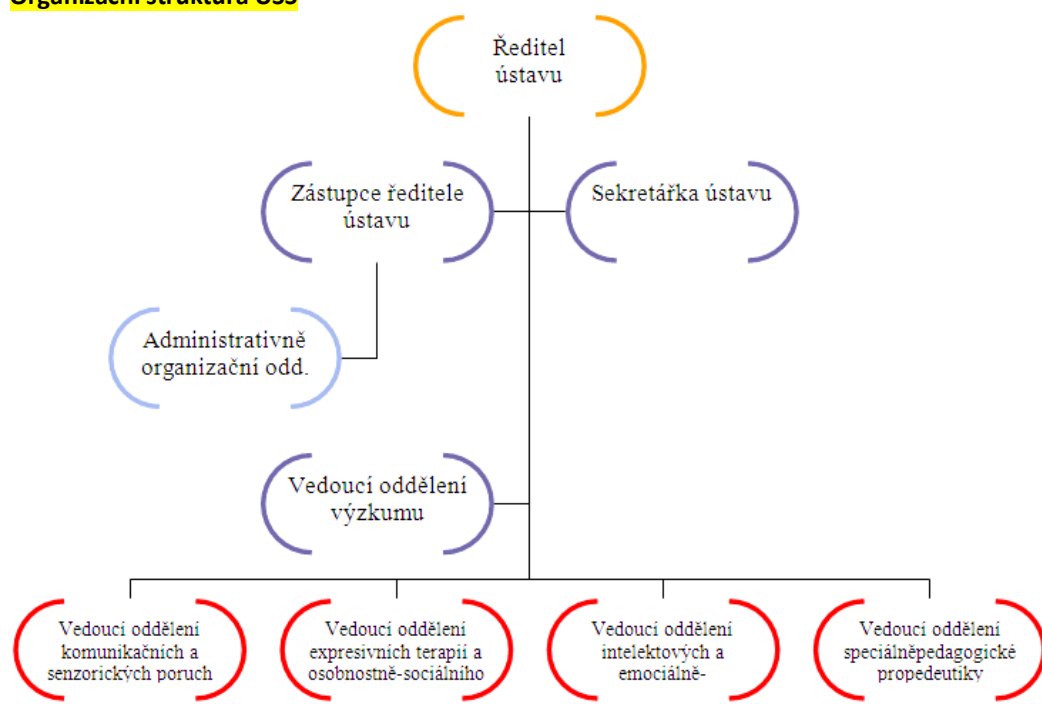 Organizační struktura ÚSS
Ředitel
ústavu
Zástupce ředitele
ústavu
Sekretářka ústavu
Administrativně
organizační odd.
Vedoucí oddělení
výzkumu
Vedoucí oddělení
komunikačních a
senzorických poruch
Vedoucí oddělení
expresivních terapií a
osobnostně-sociálního
Vedoucí oddělení
intelektových a
emociálně-
Vedoucí oddělení
speciálněpedagogické
propedeutiky